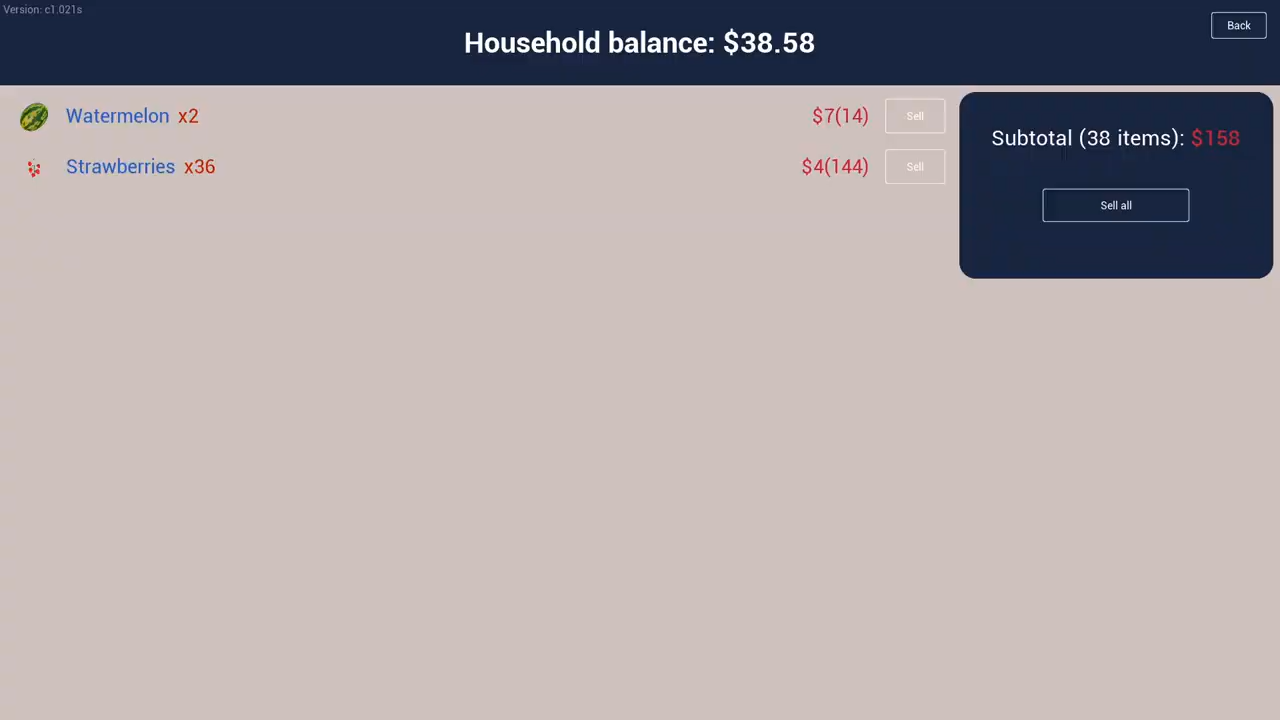 Version: c1.021s
Household balance: $38.58
Back
Watermelon x2 $7(14) Sell
Strawberries x36 $4(144) Sell
Subtotal (38 items): $158
Sell all